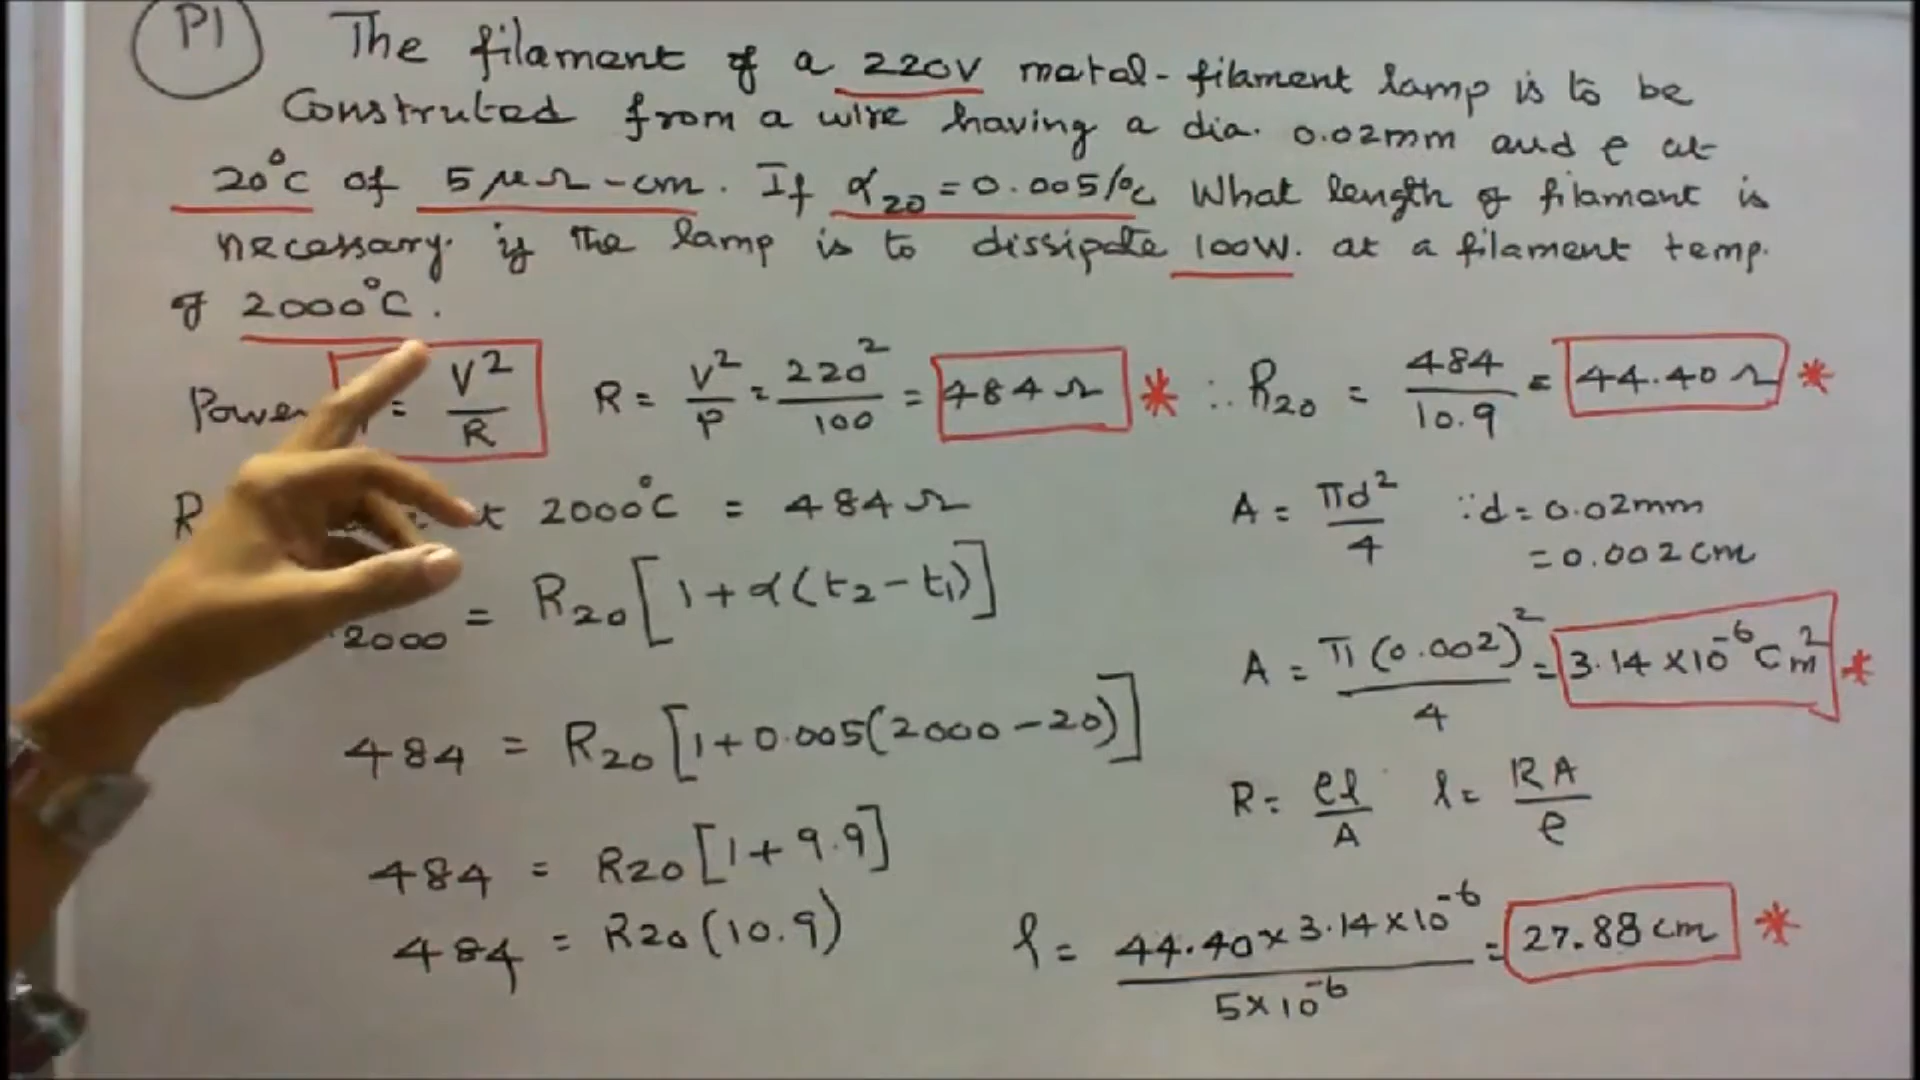 P1
The filament of a 220V metal-filament lamp is to be
Construted from a wire having a dia. 0.02mm and ρ at
20°C of 5 μΩ-cm. If α20 = 0.005/°C What length of filament is
necessary. if the lamp is to dissipate 100W. at a filament temp.
of 2000°C.
Power = V²/R
R = V²/P = 220²/100 = 484Ω * ∴ R20 = 484/10.9 = 44.40Ω *
2000°C = 484Ω
A = πd²/4 ∵ d = 0.02mm
= 0.002cm
2000 = R20[1+α(t2-t1)]
A = π(0.002)²/4 = 3.14×10⁻⁶Cm² *
484 = R20[1+0.005(2000-20)]
R = ρl/A l = RA/ρ
484 = R20[1+9.9]
484 = R20(10.9)
l = 44.40×3.14×10⁻⁶/5×10⁻⁶ = 27.88cm *